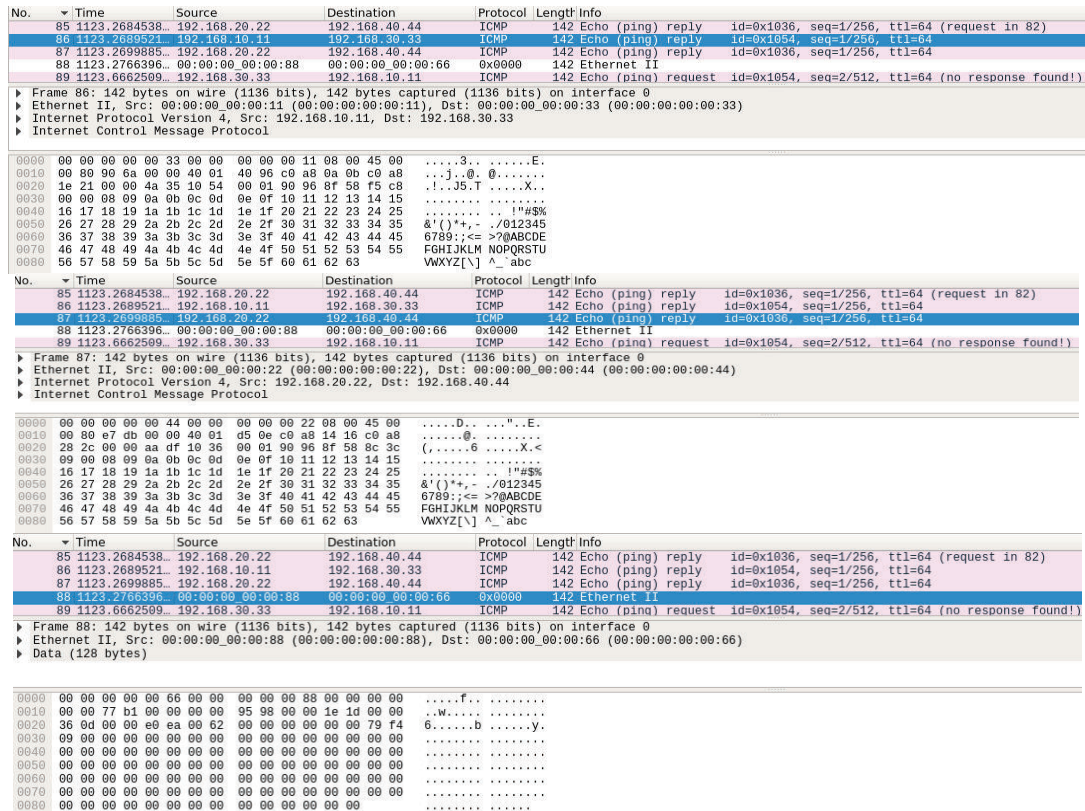 No. Time Source Destination Protocol Length Info
85 1123.2684538… 192.168.20.22 192.168.40.44 ICMP 142 Echo (ping) reply id=0x1036, seq=1/256, ttl=64 (request in 82)
86 1123.2689521… 192.168.10.11 192.168.30.33 ICMP 142 Echo (ping) reply id=0x1054, seq=1/256, ttl=64
87 1123.2699885… 192.168.20.22 192.168.40.44 ICMP 142 Echo (ping) reply id=0x1036, seq=1/256, ttl=64
88 1123.2766396… 00:00:00_00:00:88 00:00:00_00:00:66 0x0000 142 Ethernet II
89 1123.6662509… 192.168.30.33 192.168.10.11 ICMP 142 Echo (ping) request id=0x1054, seq=2/512, ttl=64 (no response found!)
Frame 86: 142 bytes on wire (1136 bits), 142 bytes captured (1136 bits) on interface 0
Ethernet II, Src: 00:00:00_00:00:11 (00:00:00:00:00:11), Dst: 00:00:00_00:00:33 (00:00:00:00:00:33)
Internet Protocol Version 4, Src: 192.168.10.11, Dst: 192.168.30.33
Internet Control Message Protocol
0000 00 00 00 00 00 33 00 00 00 00 00 11 08 00 45 00 .....3.. ......E.
0010 00 80 90 6a 00 00 40 01 40 96 c0 a8 0a 0b c0 a8 ...j..@. @.......
0020 1e 21 00 00 4a 35 10 54 00 01 90 96 8f 58 f5 c8 .!..J5.T .....X..
0030 00 00 08 09 0a 0b 0c 0d 0e 0f 10 11 12 13 14 15 ........ ........
0040 16 17 18 19 1a 1b 1c 1d 1e 1f 20 21 22 23 24 25 ........ .. !"#$%
0050 26 27 28 29 2a 2b 2c 2d 2e 2f 30 31 32 33 34 35 &'()*+,- ./012345
0060 36 37 38 39 3a 3b 3c 3d 3e 3f 40 41 42 43 44 45 6789:;<= >?@ABCDE
0070 46 47 48 49 4a 4b 4c 4d 4e 4f 50 51 52 53 54 55 FGHIJKLM NOPQRSTU
0080 56 57 58 59 5a 5b 5c 5d 5e 5f 60 61 62 63 VWXYZ[\] ^_`abc
No. Time Source Destination Protocol Length Info
85 1123.2684538… 192.168.20.22 192.168.40.44 ICMP 142 Echo (ping) reply id=0x1036, seq=1/256, ttl=64 (request in 82)
86 1123.2689521… 192.168.10.11 192.168.30.33 ICMP 142 Echo (ping) reply id=0x1054, seq=1/256, ttl=64
87 1123.2699885… 192.168.20.22 192.168.40.44 ICMP 142 Echo (ping) reply id=0x1036, seq=1/256, ttl=64
88 1123.2766396… 00:00:00_00:00:88 00:00:00_00:00:66 0x0000 142 Ethernet II
89 1123.6662509… 192.168.30.33 192.168.10.11 ICMP 142 Echo (ping) request id=0x1054, seq=2/512, ttl=64 (no response found!)
Frame 87: 142 bytes on wire (1136 bits), 142 bytes captured (1136 bits) on interface 0
Ethernet II, Src: 00:00:00_00:00:22 (00:00:00:00:00:22), Dst: 00:00:00_00:00:44 (00:00:00:00:00:44)
Internet Protocol Version 4, Src: 192.168.20.22, Dst: 192.168.40.44
Internet Control Message Protocol
0000 00 00 00 00 00 44 00 00 00 00 00 22 08 00 45 00 .....D.. ..."..E.
0010 00 80 e7 db 00 00 40 01 d5 0e c0 a8 14 16 c0 a8 ......@. ........
0020 28 2c 00 00 aa df 10 36 00 01 90 96 8f 58 8c 3c (,.....6 .....X.<
0030 09 00 08 09 0a 0b 0c 0d 0e 0f 10 11 12 13 14 15 ........ ........
0040 16 17 18 19 1a 1b 1c 1d 1e 1f 20 21 22 23 24 25 ........ .. !"#$%
0050 26 27 28 29 2a 2b 2c 2d 2e 2f 30 31 32 33 34 35 &'()*+,- ./012345
0060 36 37 38 39 3a 3b 3c 3d 3e 3f 40 41 42 43 44 45 6789:;<= >?@ABCDE
0070 46 47 48 49 4a 4b 4c 4d 4e 4f 50 51 52 53 54 55 FGHIJKLM NOPQRSTU
0080 56 57 58 59 5a 5b 5c 5d 5e 5f 60 61 62 63 VWXYZ[\] ^_`abc
No. Time Source Destination Protocol Length Info
85 1123.2684538… 192.168.20.22 192.168.40.44 ICMP 142 Echo (ping) reply id=0x1036, seq=1/256, ttl=64 (request in 82)
86 1123.2689521… 192.168.10.11 192.168.30.33 ICMP 142 Echo (ping) reply id=0x1054, seq=1/256, ttl=64
87 1123.2699885… 192.168.20.22 192.168.40.44 ICMP 142 Echo (ping) reply id=0x1036, seq=1/256, ttl=64
88 1123.2766396… 00:00:00_00:00:88 00:00:00_00:00:66 0x0000 142 Ethernet II
89 1123.6662509… 192.168.30.33 192.168.10.11 ICMP 142 Echo (ping) request id=0x1054, seq=2/512, ttl=64 (no response found!)
Frame 88: 142 bytes on wire (1136 bits), 142 bytes captured (1136 bits) on interface 0
Ethernet II, Src: 00:00:00_00:00:88 (00:00:00:00:00:88), Dst: 00:00:00_00:00:66 (00:00:00:00:00:66)
Data (128 bytes)
0000 00 00 00 00 00 66 00 00 00 00 00 88 00 00 00 00 .....f.. ........
0010 00 00 77 b1 00 00 00 00 95 98 00 00 1e 1d 00 00 ..w..... ........
0020 36 0d 00 00 e0 ea 00 62 00 00 00 00 00 00 79 f4 6......b ......y.
0030 09 00 00 00 00 00 00 00 00 00 00 00 00 00 00 00 ........ ........
0040 00 00 00 00 00 00 00 00 00 00 00 00 00 00 00 00 ........ ........
0050 00 00 00 00 00 00 00 00 00 00 00 00 00 00 00 00 ........ ........
0060 00 00 00 00 00 00 00 00 00 00 00 00 00 00 00 00 ........ ........
0070 00 00 00 00 00 00 00 00 00 00 00 00 00 00 00 00 ........ ........
0080 00 00 00 00 00 00 00 00 00 00 00 00 00 00 ........ ......